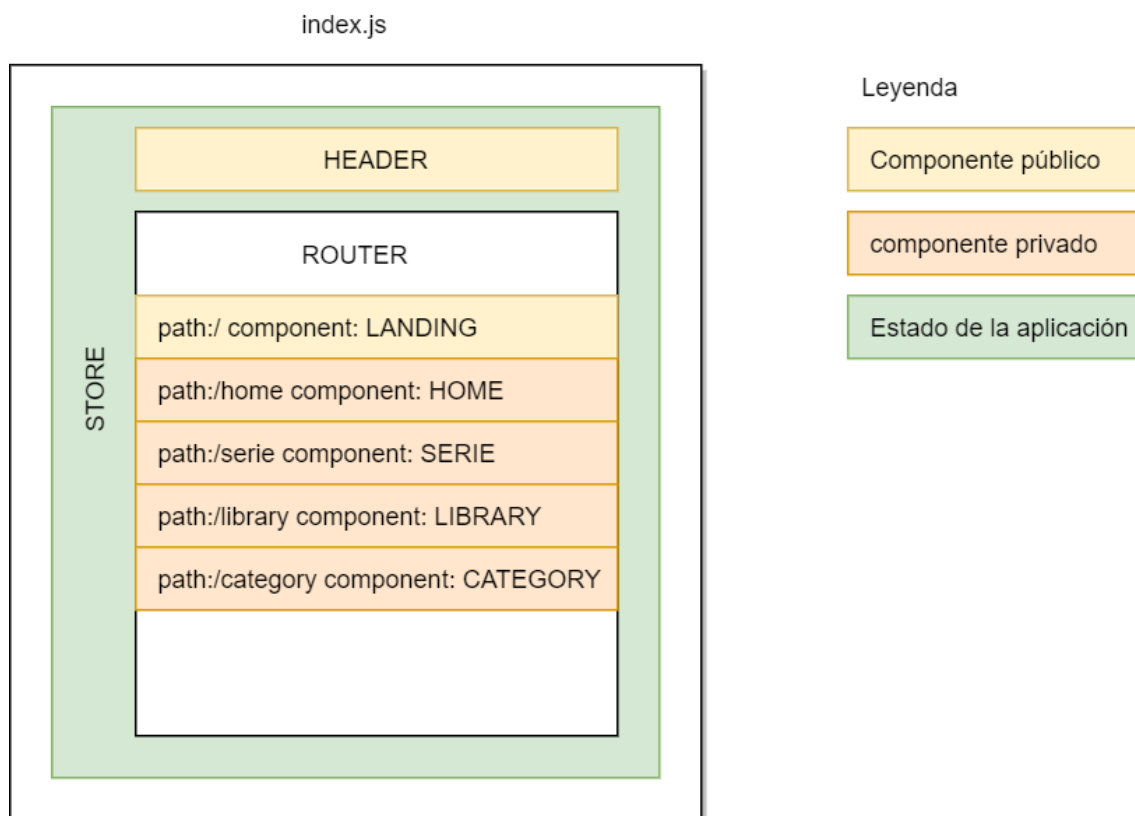 index.js
Leyenda
HEADER
Componente público
ROUTER
componente privado
path:/ component: LANDING
Estado de la aplicación
STORE
path:/home component: HOME
path:/serie component: SERIE
path:/library component: LIBRARY
path:/category component: CATEGORY